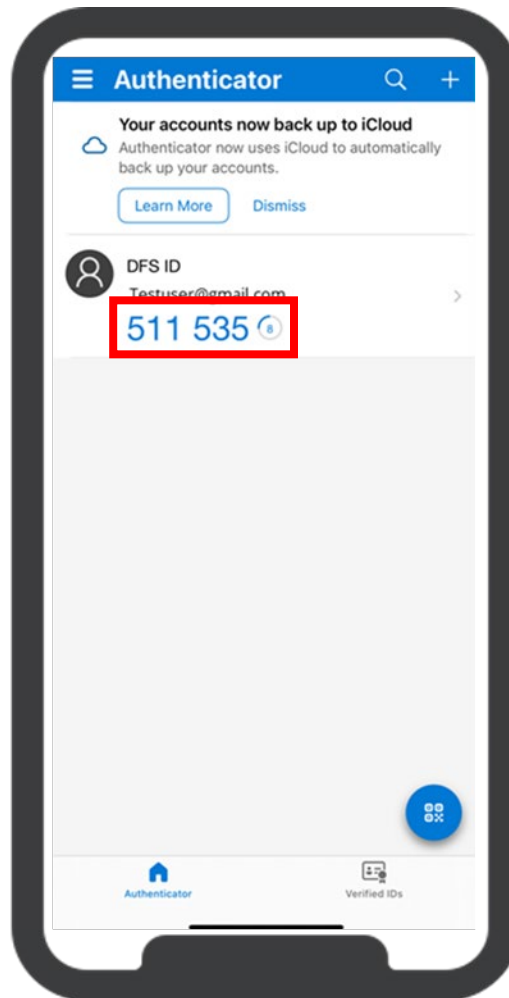 Authenticator
Your accounts now back up to iCloud
Authenticator now uses iCloud to automatically
back up your accounts.
Learn More Dismiss
DFS ID
Testuser@gmail.com
511 535 8
Authenticator Verified IDs